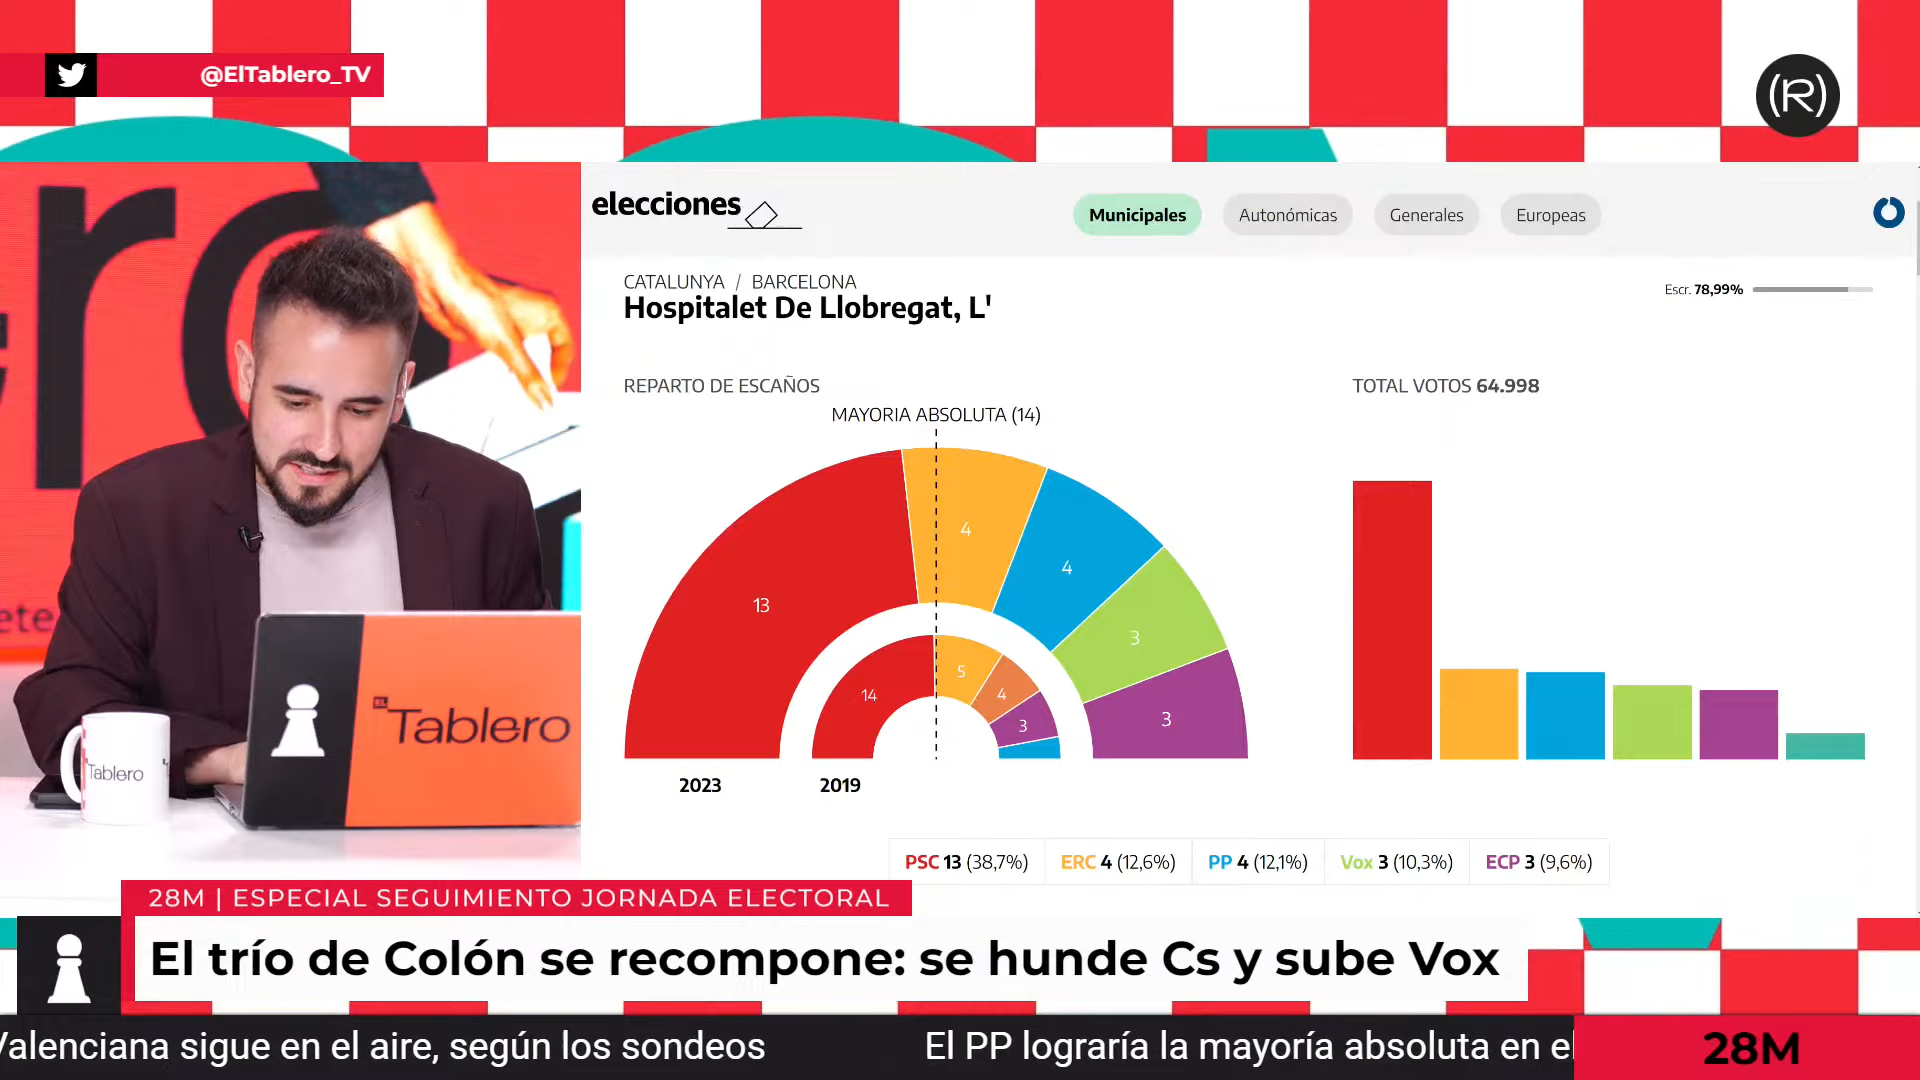 @ElTablero_TV
(R)
elecciones
Municipales
Autonómicas
Generales
Europeas
CATALUNYA / BARCELONA
Hospitalet De Llobregat, L'
Escr. 78,99%
REPARTO DE ESCAÑOS
TOTAL VOTOS 64.998
MAYORIA ABSOLUTA (14)
4
4
13
3
5
14
4
3
3
2023
2019
PSC 13 (38,7%)
ERC 4 (12,6%)
PP 4 (12,1%)
Vox 3 (10,3%)
ECP 3 (9,6%)
EL Tablero
Tablero
28M | ESPECIAL SEGUIMIENTO JORNADA ELECTORAL
El trío de Colón se recompone: se hunde Cs y sube Vox
Valenciana sigue en el aire, según los sondeos
El PP lograría la mayoría absoluta en el
28M